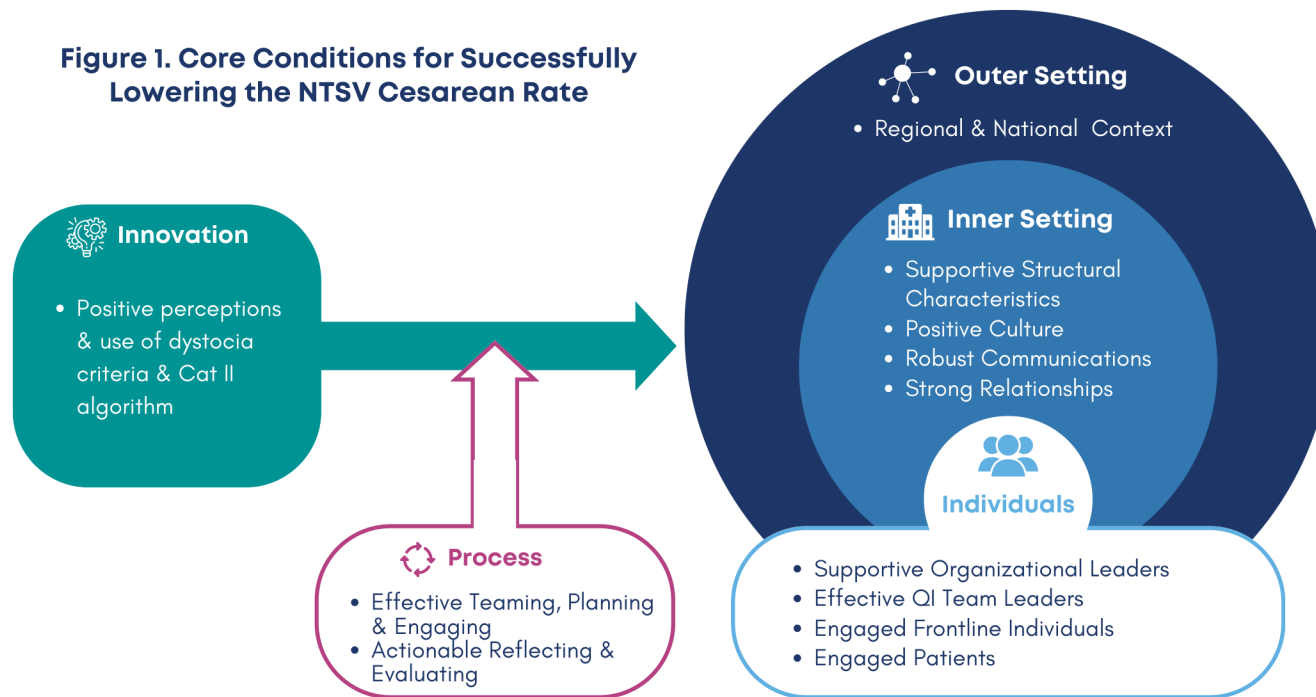 Figure 1. Core Conditions for Successfully
Lowering the NTSV Cesarean Rate
Outer Setting
• Regional & National Context
Innovation
• Positive perceptions
& use of dystocia
criteria & Cat II
algorithm
Inner Setting
• Supportive Structural
Characteristics
• Positive Culture
• Robust Communications
• Strong Relationships
Individuals
• Supportive Organizational Leaders
• Effective QI Team Leaders
• Engaged Frontline Individuals
• Engaged Patients
Process
• Effective Teaming, Planning
& Engaging
• Actionable Reflecting &
Evaluating